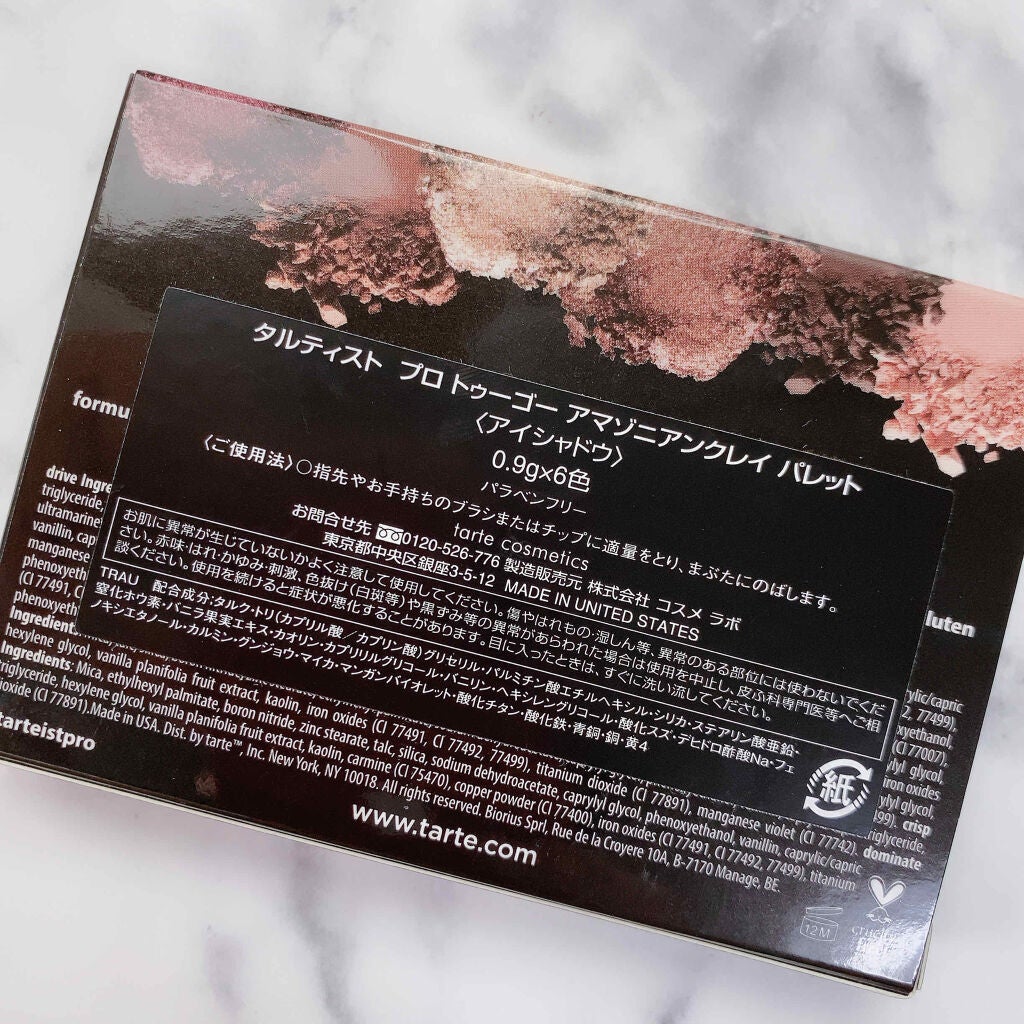 タルティスト プロ トゥーゴー アマゾニアンクレイ パレット
〈アイシャドウ〉
0.9g×6色
パラベンフリー
〈ご使用法〉○指先やお手持ちのブラシまたはチップに適量をとり、まぶたにのばします。
tarte cosmetics
お問合せ先 0120-526-776 製造販売元 株式会社 コスメ ラボ
東京都中央区銀座3-5-12 MADE IN UNITED STATES
お肌に異常が生じていないかよく注意して使用してください。傷やはれもの・湿しん等、異常のある部位には使わないでくだ
さい。赤味・はれ・かゆみ・刺激、色抜け(白斑等)や黒ずみ等の異常があらわれた場合は使用を中止し、皮ふ科専門医等へご相
談ください。使用を続けると症状が悪化することがあります。目に入ったときは、すぐに洗い流してください。
TRAU 配合成分:タルク・トリ(カプリル酸/カプリン酸)グリセリル・パルミチン酸エチルヘキシル・シリカ・ステアリン酸亜鉛・
窒化ホウ素・バニラ果実エキス・カオリン・カプリリルグリコール・バニリン・ヘキシレングリコール・酸化スズ・デヒドロ酢酸Na・フェ
ノキシエタノール・カルミン・グンジョウ・マイカ・マンガンバイオレット・酸化チタン・酸化鉄・青銅・銅・黄4
紙
formu
gluten
drive Ingre
triglyceride,
ultramarine
vanillin, cap
manganese
phenoxyeth
(CI 77491, C
phenoxyeth
Ingredients
ylic/capric
2, 77499),
oxyethanol,
(CI 77007).
lyl glycol,
iron oxides
lyl glycol,
99). crisp
riglyceride,
hexylene glycol, vanilla planifolia fruit extract, kaolin, iron oxides (CI 77491, CI 77492, 77499), titanium dioxide (CI 77891), manganese violet (CI 77742). dominate
Ingredients: Mica, ethylhexyl palmitate, boron nitride, zinc stearate, talc, silica, sodium dehydroacetate, caprylyl glycol, phenoxyethanol, vanillin, caprylic/capric
triglyceride, hexylene glycol, vanilla planifolia fruit extract, kaolin, carmine (CI 75470), copper powder (CI 77400), iron oxides (CI 77491, CI 77492, 77499), titanium
dioxide (CI 77891). Made in USA. Dist. by tarte™ Inc. New York, NY 10018. All rights reserved. Biorius Sprl, Rue de la Croyere 10A, B-7170 Manage, BE.
tarteistpro
www.tarte.com
12M